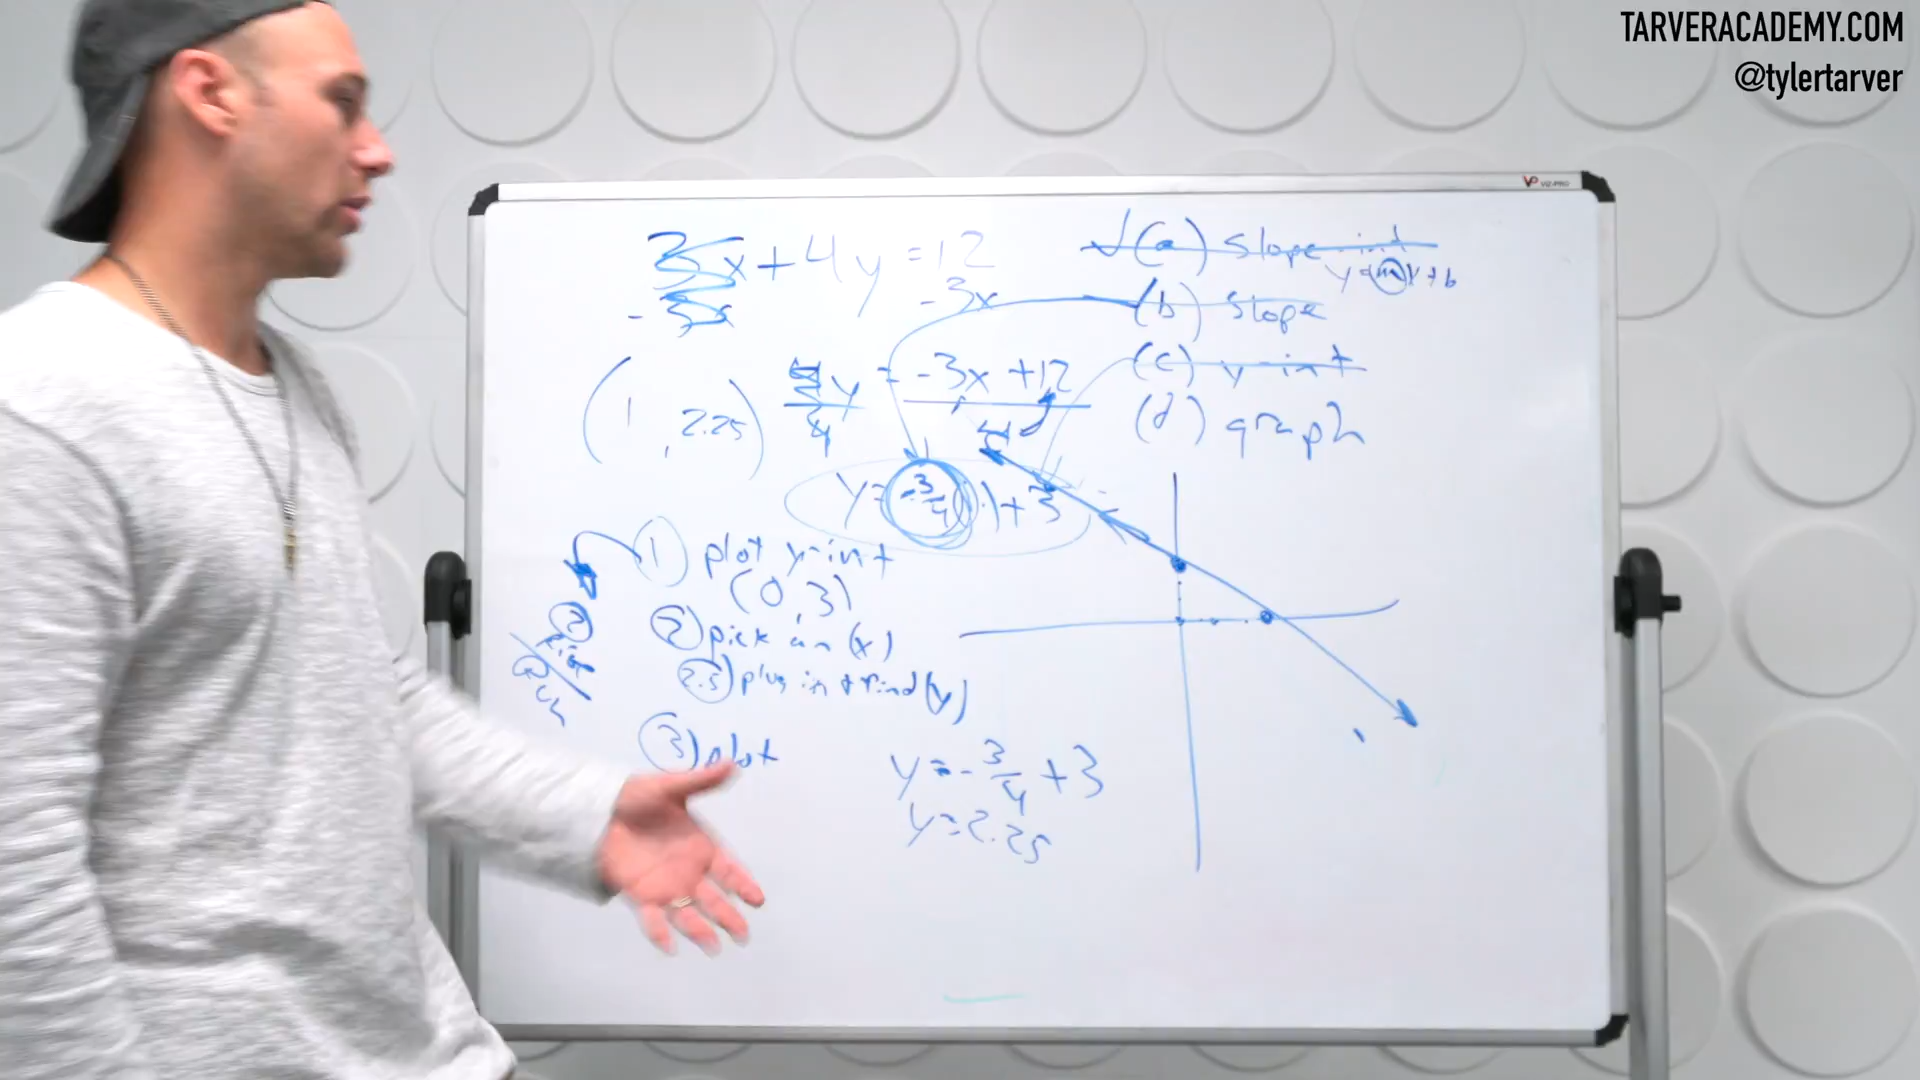 TARVERACADEMY.COM
@tylertarver
VIZ-PRO
3x + 4y = 12
- 3x - 3x
4y = -3x + 12
4 4
y = -3/4( ) + 3
(1, 2.25)
(a) slope-int
y = mx + b
(b) slope
(c) y-int
(d) graph
1 plot y-int
(0, 3)
2 pick an (x)
2.5 plug in + find (y)
3 plot
y = -3/4 + 3
y = 2.25